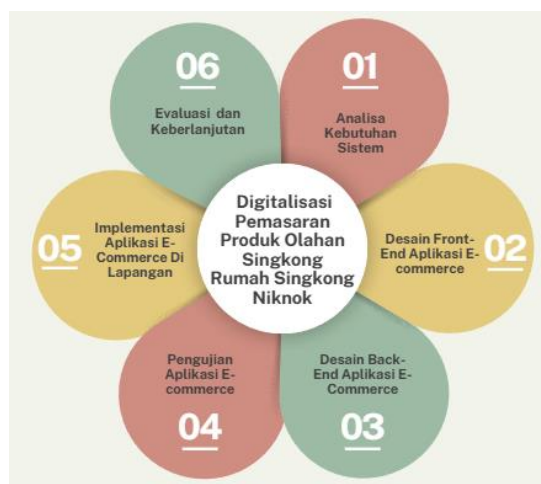 06
Evaluasi dan
Keberlanjutan
01
Analisa
Kebutuhan
Sistem
Digitalisasi
Pemasaran
Produk Olahan
Singkong
Rumah Singkong
Niknok
05
Implementasi
Aplikasi E-
Commerce Di
Lapangan
Desain Front-
End Aplikasi E-
commerce
02
Pengujian
Aplikasi E-
commerce
04
Desain Back-
End Aplikasi E-
Commerce
03